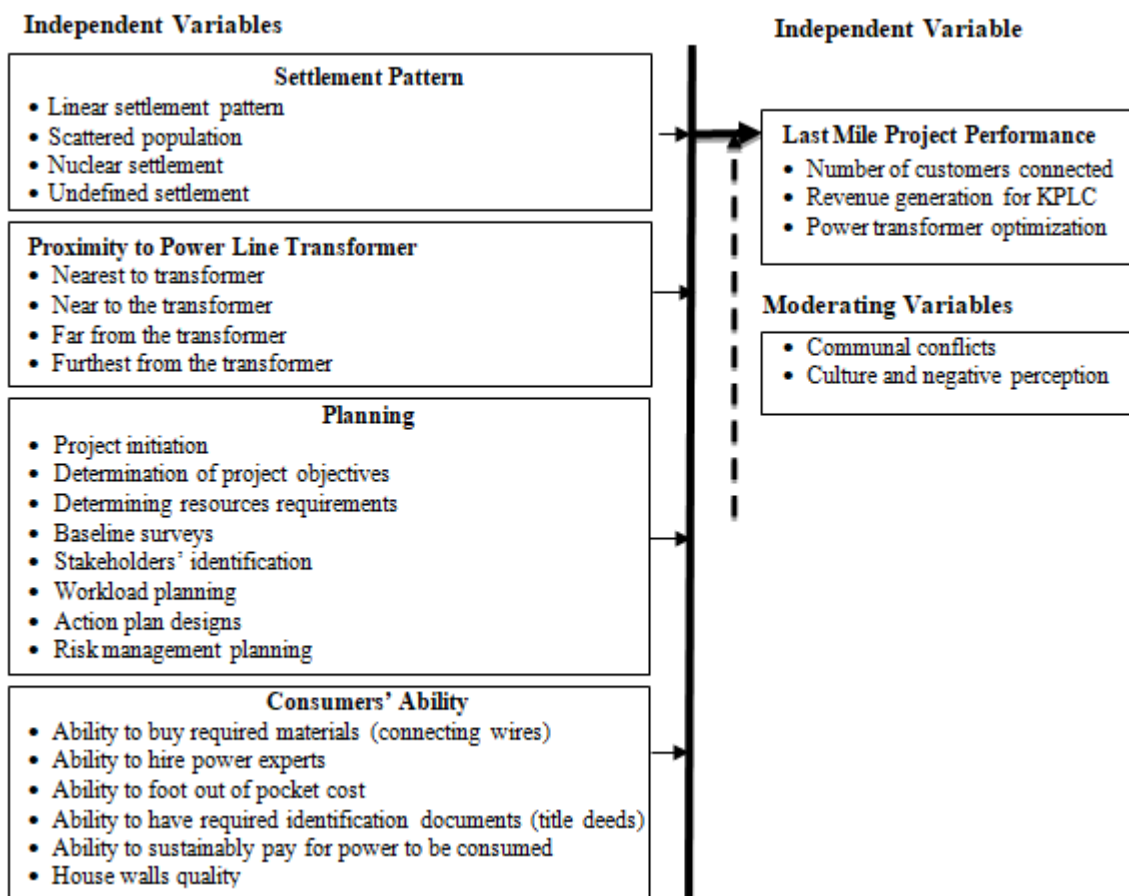 Independent Variables
Settlement Pattern
• Linear settlement pattern
• Scattered population
• Nuclear settlement
• Undefined settlement
Proximity to Power Line Transformer
• Nearest to transformer
• Near to the transformer
• Far from the transformer
• Furthest from the transformer
Planning
• Project initiation
• Determination of project objectives
• Determining resources requirements
• Baseline surveys
• Stakeholders’ identification
• Workload planning
• Action plan designs
• Risk management planning
Consumers’ Ability
• Ability to buy required materials (connecting wires)
• Ability to hire power experts
• Ability to foot out of pocket cost
• Ability to have required identification documents (title deeds)
• Ability to sustainably pay for power to be consumed
• House walls quality
Independent Variable
Last Mile Project Performance
• Number of customers connected
• Revenue generation for KPLC
• Power transformer optimization
Moderating Variables
• Communal conflicts
• Culture and negative perception